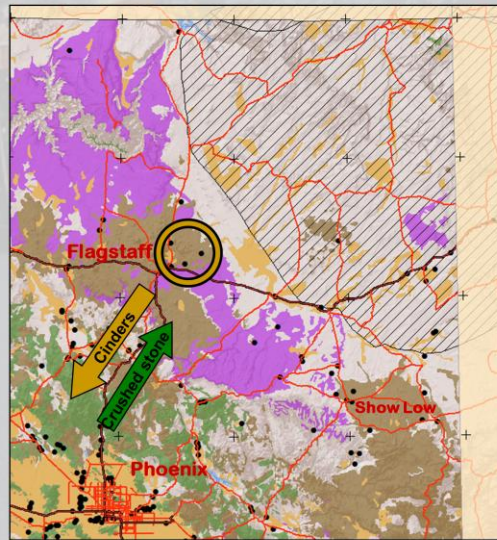 Flagstaff
Cinders
Crushed stone
Show Low
Phoenix